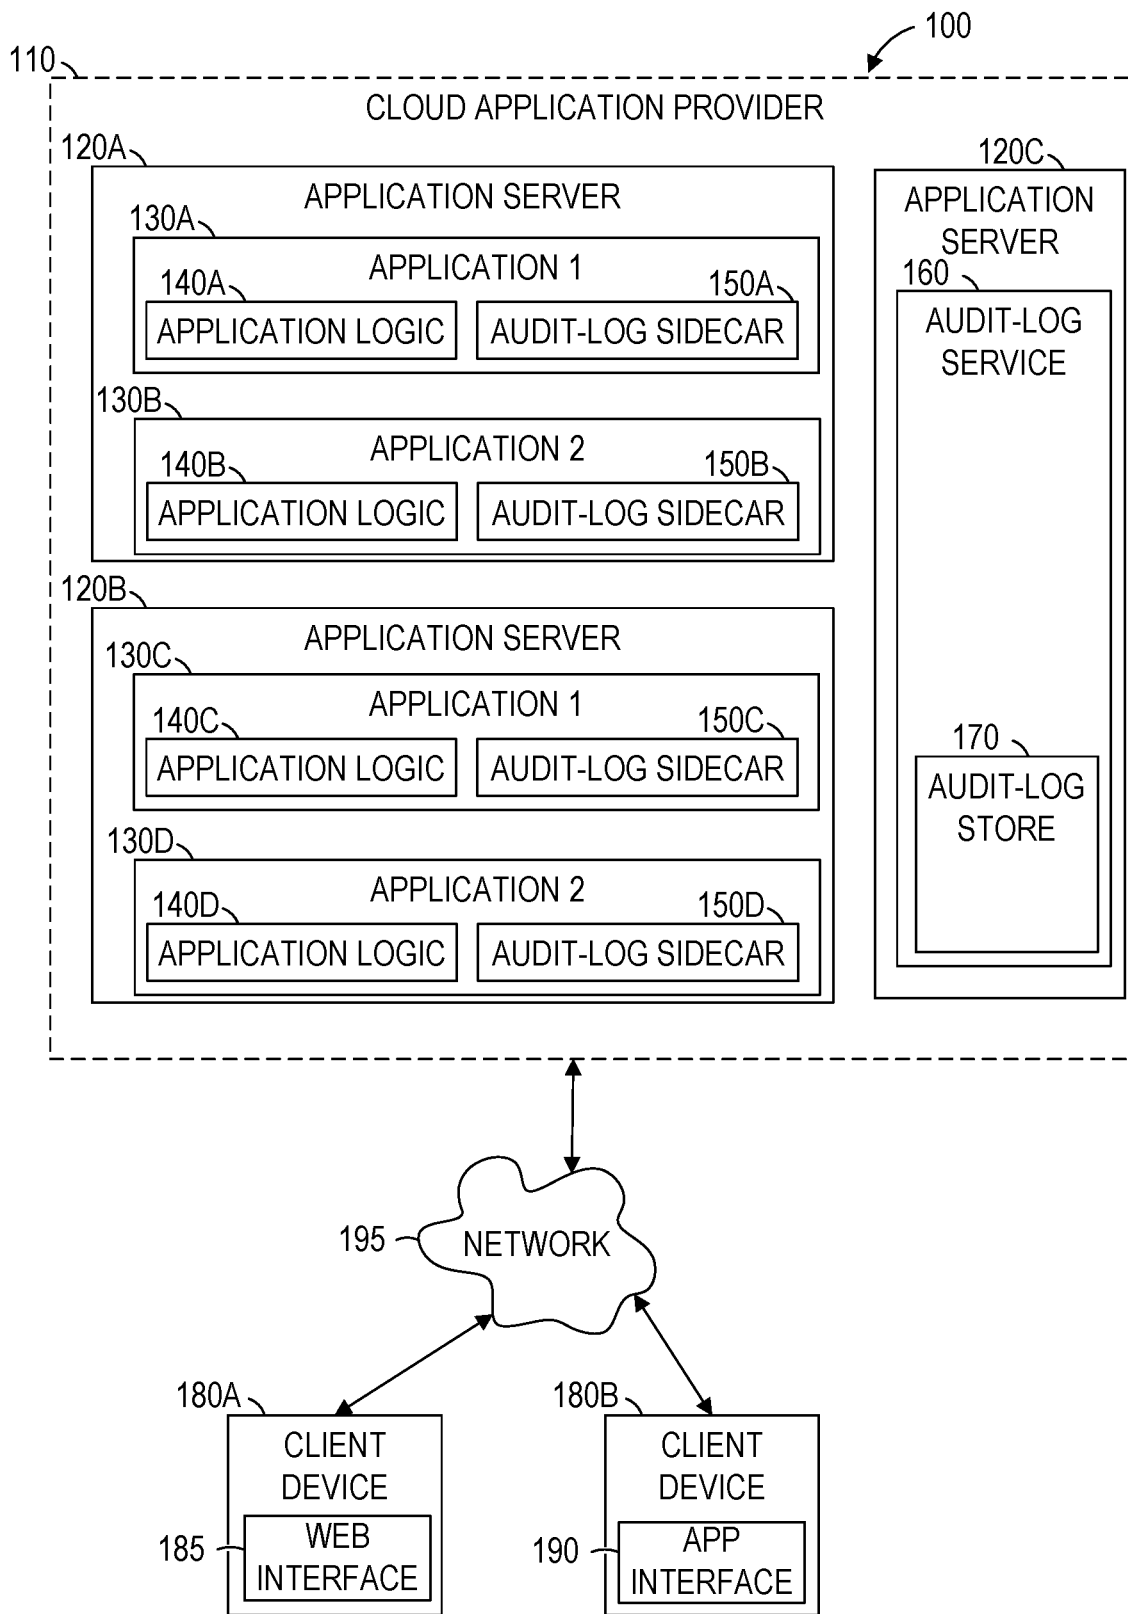 100
110
CLOUD APPLICATION PROVIDER
120A
APPLICATION SERVER
130A
APPLICATION 1
140A
APPLICATION LOGIC
150A
AUDIT-LOG SIDECAR
130B
APPLICATION 2
140B
APPLICATION LOGIC
150B
AUDIT-LOG SIDECAR
120B
APPLICATION SERVER
130C
APPLICATION 1
140C
APPLICATION LOGIC
150C
AUDIT-LOG SIDECAR
130D
APPLICATION 2
140D
APPLICATION LOGIC
150D
AUDIT-LOG SIDECAR
120C
APPLICATION
SERVER
160
AUDIT-LOG
SERVICE
170
AUDIT-LOG
STORE
195
NETWORK
180A
CLIENT
DEVICE
185
WEB
INTERFACE
180B
CLIENT
DEVICE
190
APP
INTERFACE